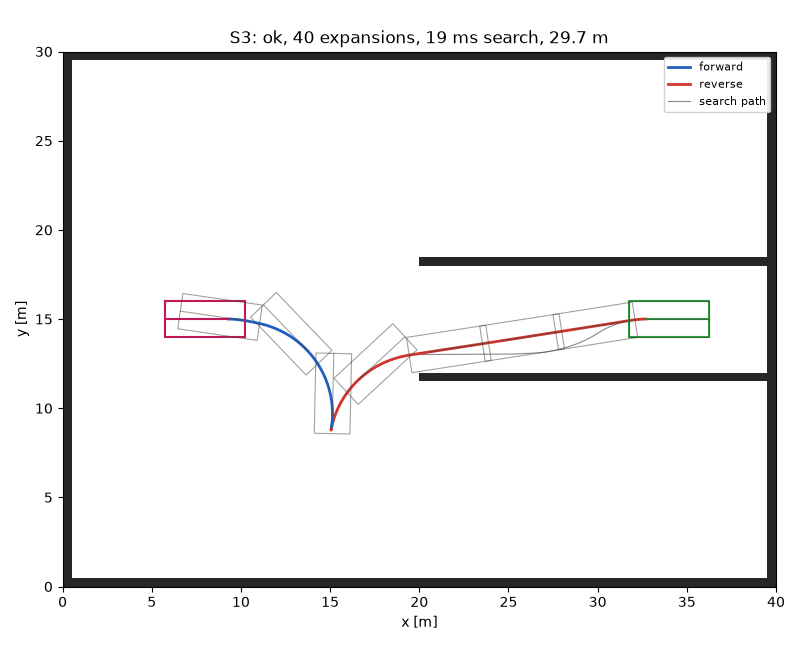 S3: ok, 40 expansions, 19 ms search, 29.7 m
forward
reverse
search path
30
25
20
15
10
5
0
y [m]
0 5 10 15 20 25 30 35 40
x [m]